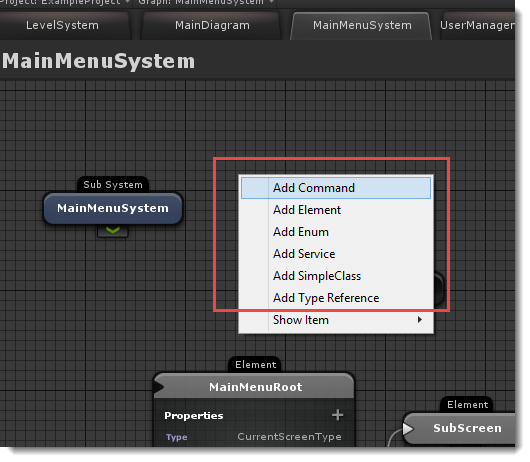 Project: ExampleProject Graph: MainMenuSystem
LevelSystem MainDiagram MainMenuSystem UserManagem
MainMenuSystem
Sub System
MainMenuSystem
Add Command
Add Element
Add Enum
Add Service
Add SimpleClass
Add Type Reference
Show Item
Element
MainMenuRoot
Properties +
Type CurrentScreenType
Element
SubScreen